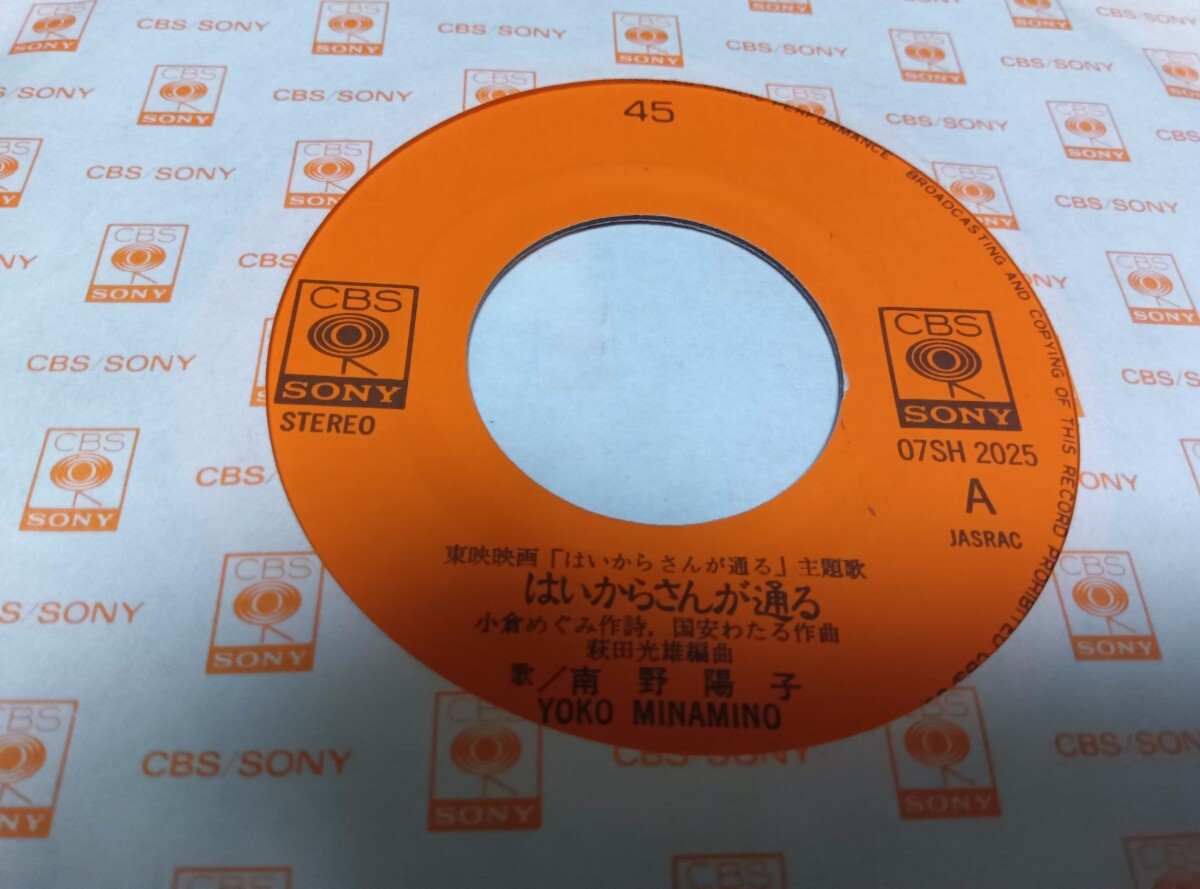 45
CBS
SONY
STEREO
CBS
SONY
07SH 2025
A
JASRAC
東映映画「はいからさんが通る」主題歌
はいからさんが通る
小倉めぐみ作詩, 国安わたる作曲
萩田光雄編曲
歌/南野陽子
YOKO MINAMINO
PERFORMANCE BROADCASTING AND COPYING OF THIS RECORD PROHIBITED
CBS/SONY
CBS
SONY